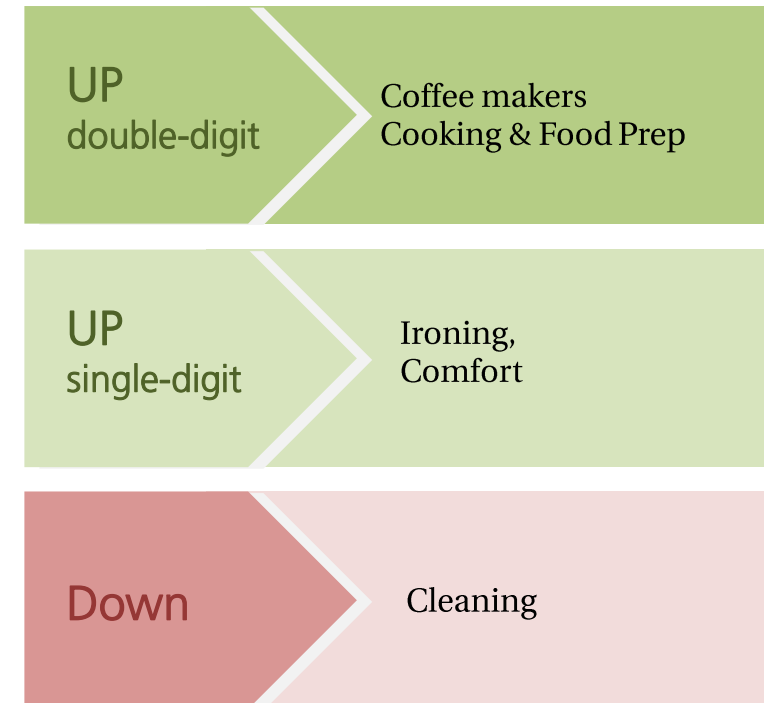 UP
double-digit
Coffee makers
Cooking & Food Prep
UP
single-digit
Ironing,
Comfort
Down
Cleaning